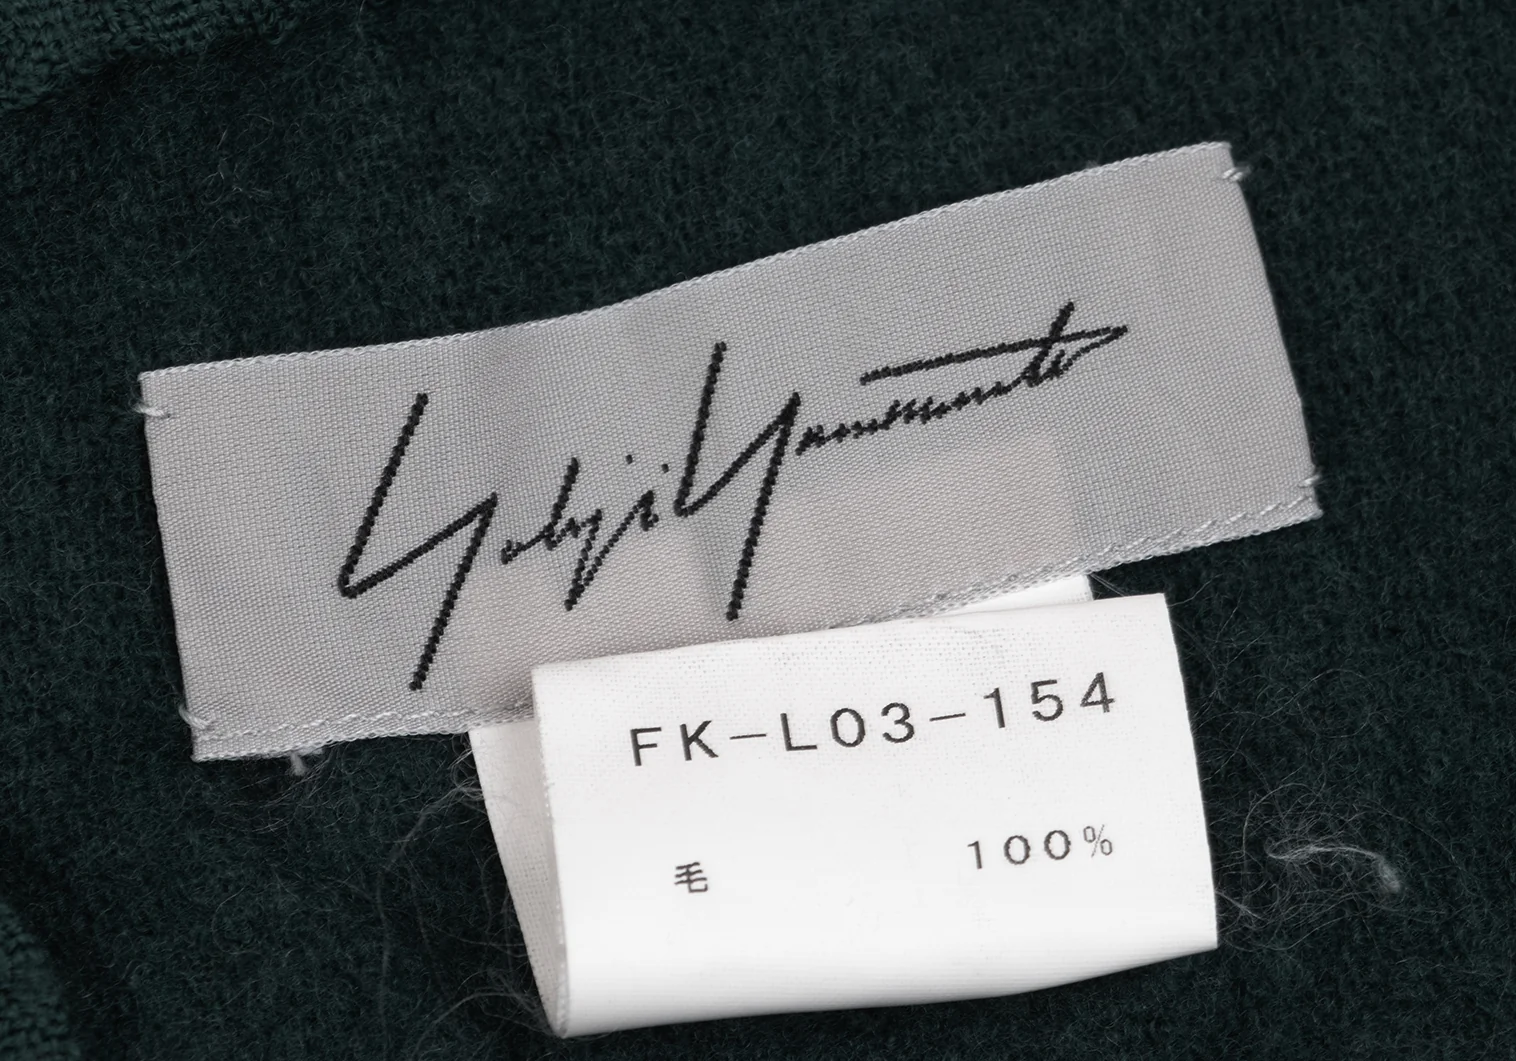 Yohji Yamamoto
FK-L03-154
毛 100%